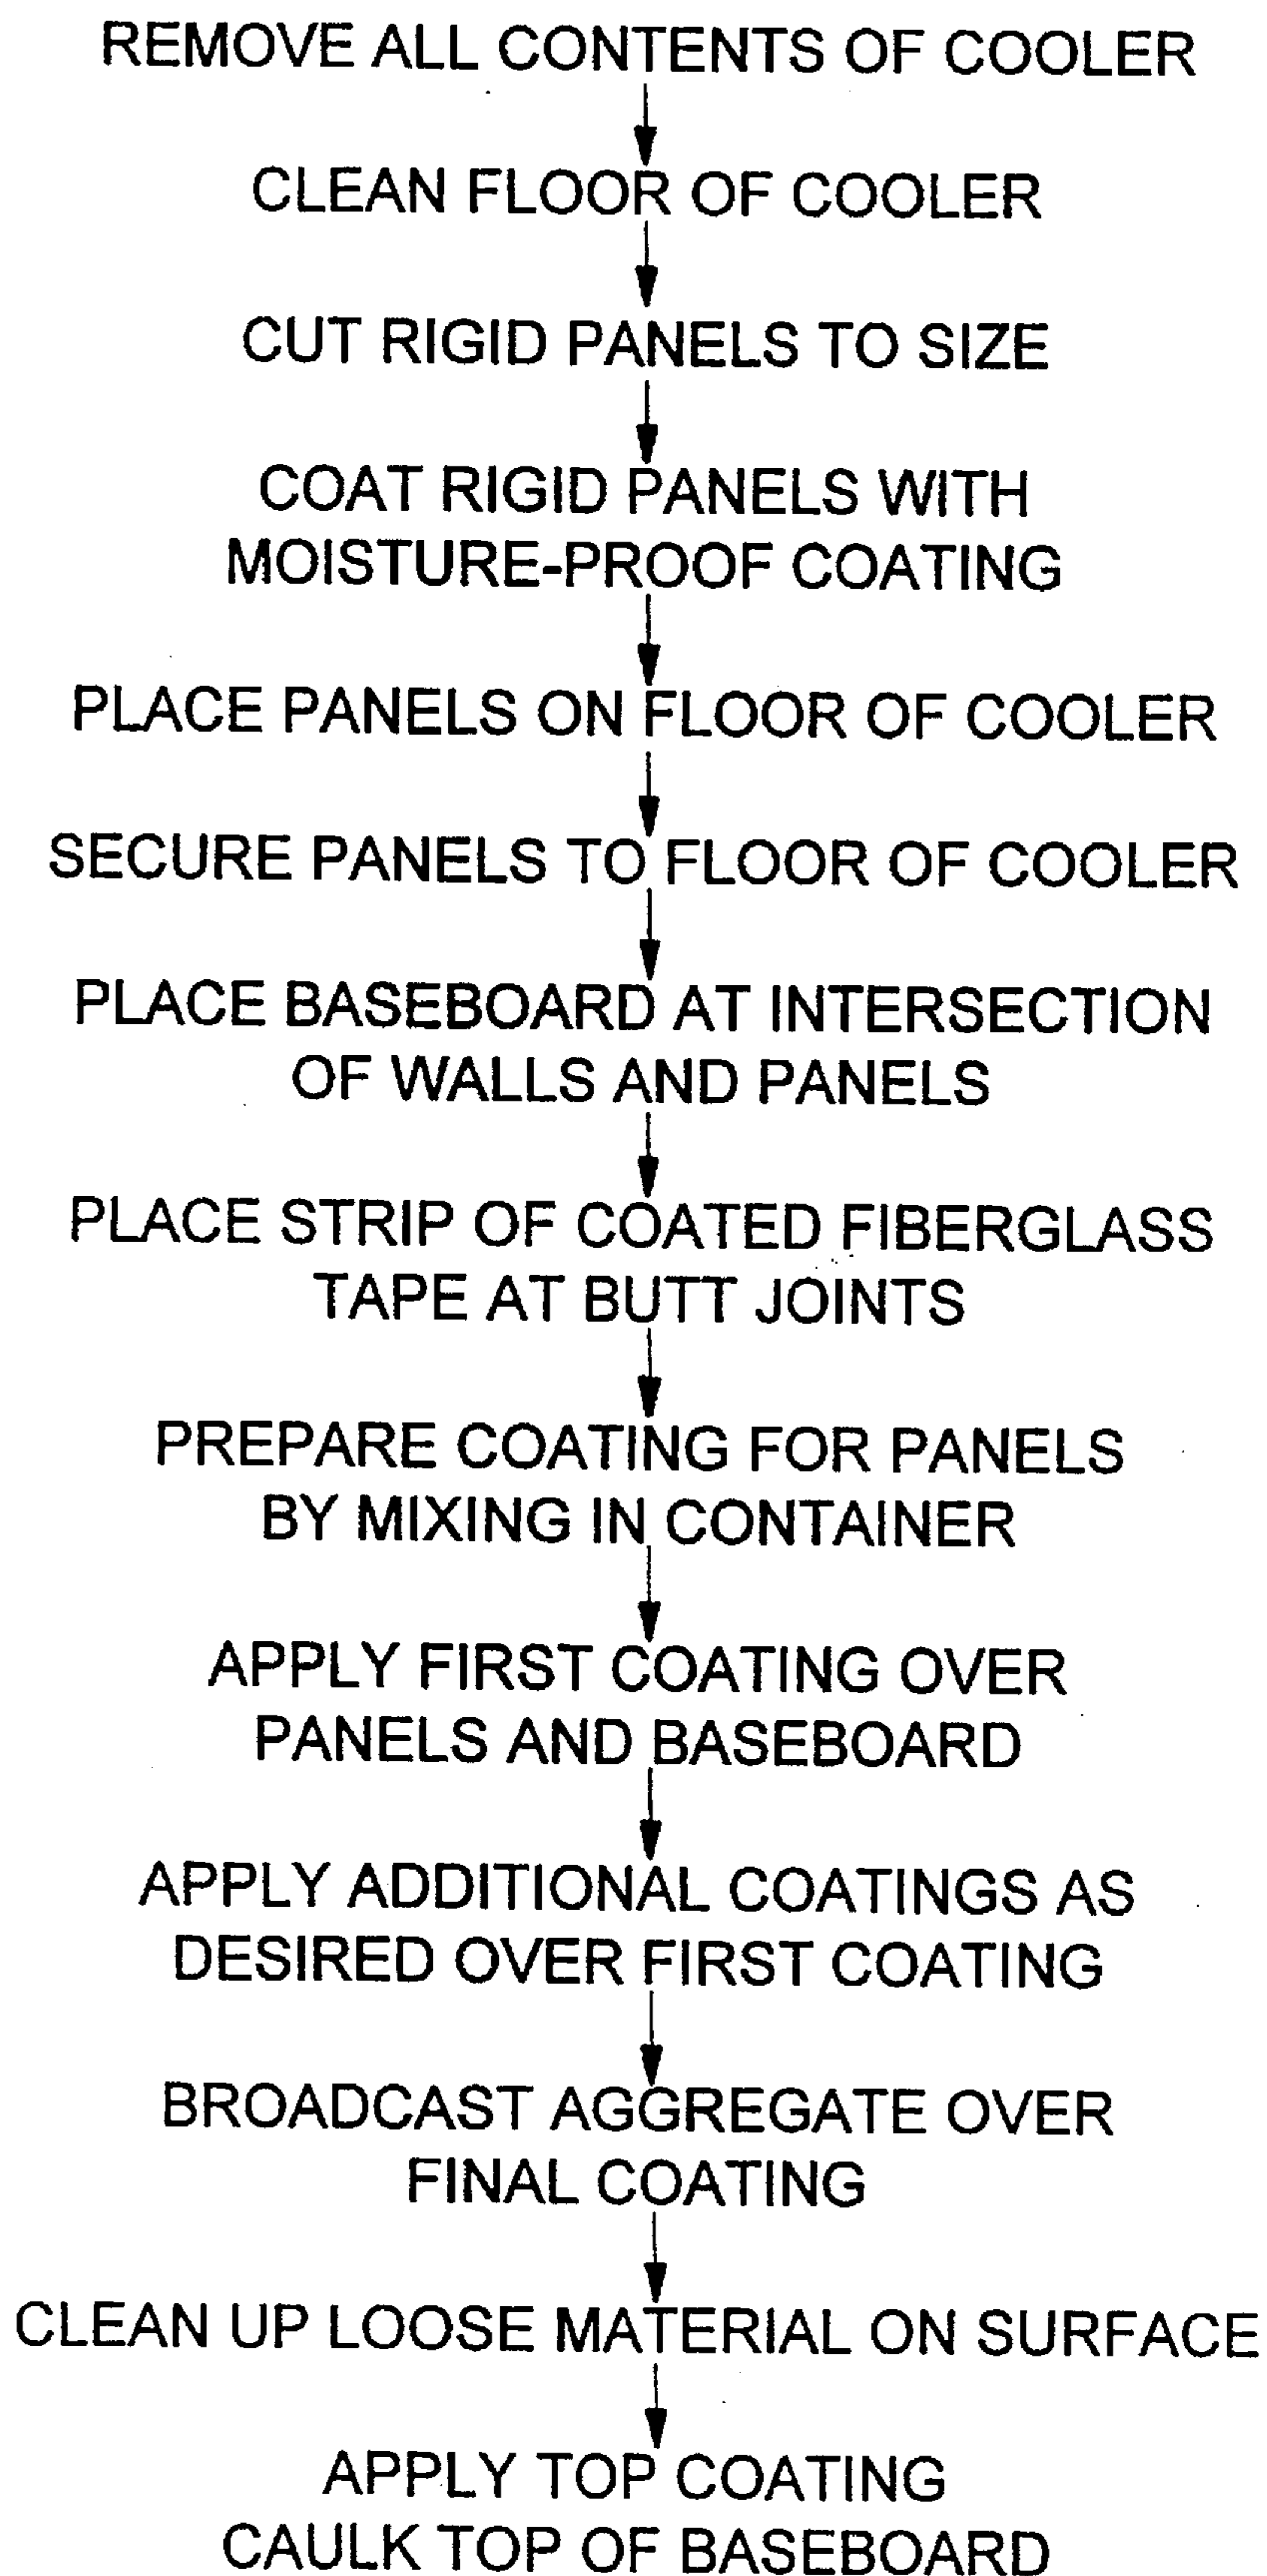 REMOVE ALL CONTENTS OF COOLER
CLEAN FLOOR OF COOLER
CUT RIGID PANELS TO SIZE
COAT RIGID PANELS WITH
MOISTURE-PROOF COATING
PLACE PANELS ON FLOOR OF COOLER
SECURE PANELS TO FLOOR OF COOLER
PLACE BASEBOARD AT INTERSECTION
OF WALLS AND PANELS
PLACE STRIP OF COATED FIBERGLASS
TAPE AT BUTT JOINTS
PREPARE COATING FOR PANELS
BY MIXING IN CONTAINER
APPLY FIRST COATING OVER
PANELS AND BASEBOARD
APPLY ADDITIONAL COATINGS AS
DESIRED OVER FIRST COATING
BROADCAST AGGREGATE OVER
FINAL COATING
CLEAN UP LOOSE MATERIAL ON SURFACE
APPLY TOP COATING
CAULK TOP OF BASEBOARD